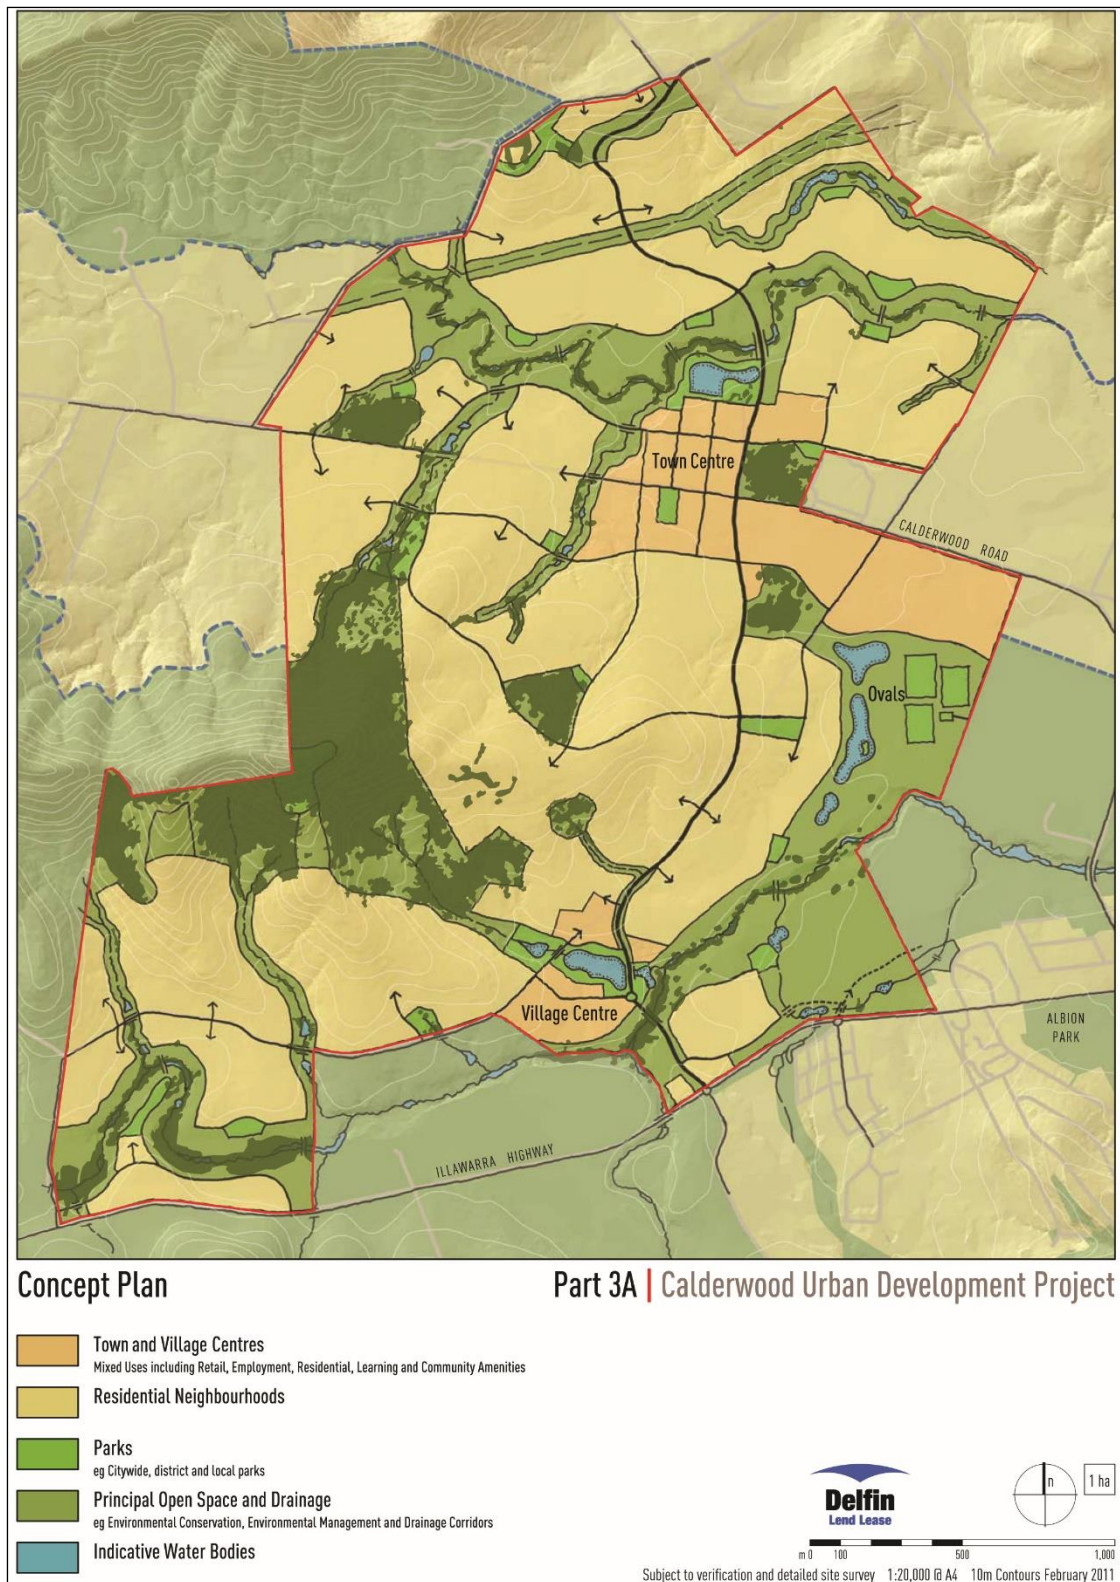 Town Centre
CALDERWOOD ROAD
Ovals
Village Centre
ALBION
PARK
ILLAWARRA HIGHWAY
Concept Plan
Part 3A | Calderwood Urban Development Project
Town and Village Centres
Mixed Uses including Retail, Employment, Residential, Learning and Community Amenities
Residential Neighbourhoods
Parks
eg Citywide, district and local parks
Principal Open Space and Drainage
eg Environmental Conservation, Environmental Management and Drainage Corridors
Indicative Water Bodies
Delfin
Lend Lease
n
1 ha
m 0 100 500 1,000
Subject to verification and detailed site survey 1:20,000 @ A4 10m Contours February 2011